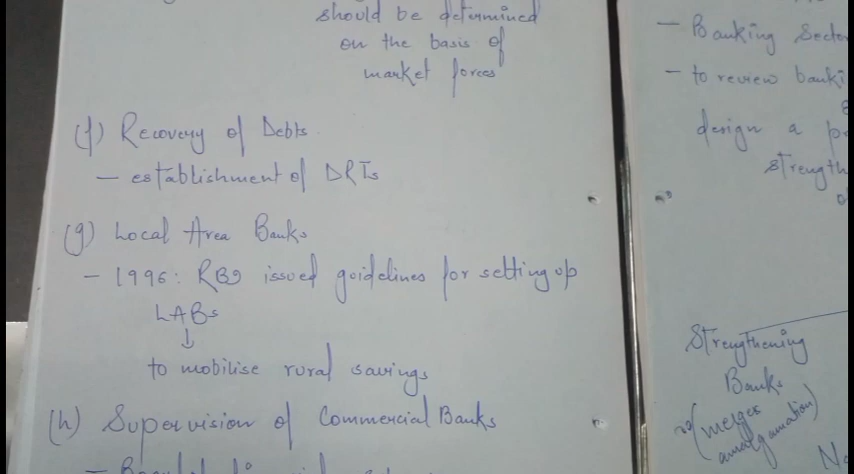 should be determined
on the basis of
market forces
(f) Recovery of Debts
— establishment of DRTs
(g) Local Area Banks
— 1996: RBI issued guidelines for setting up
LABs
↓
to mobilise rural savings
(h) Supervision of Commercial Banks
— Banking Secto
— to review banki
design a
strength
Strengthening
Banks
(merger
amalgamation)